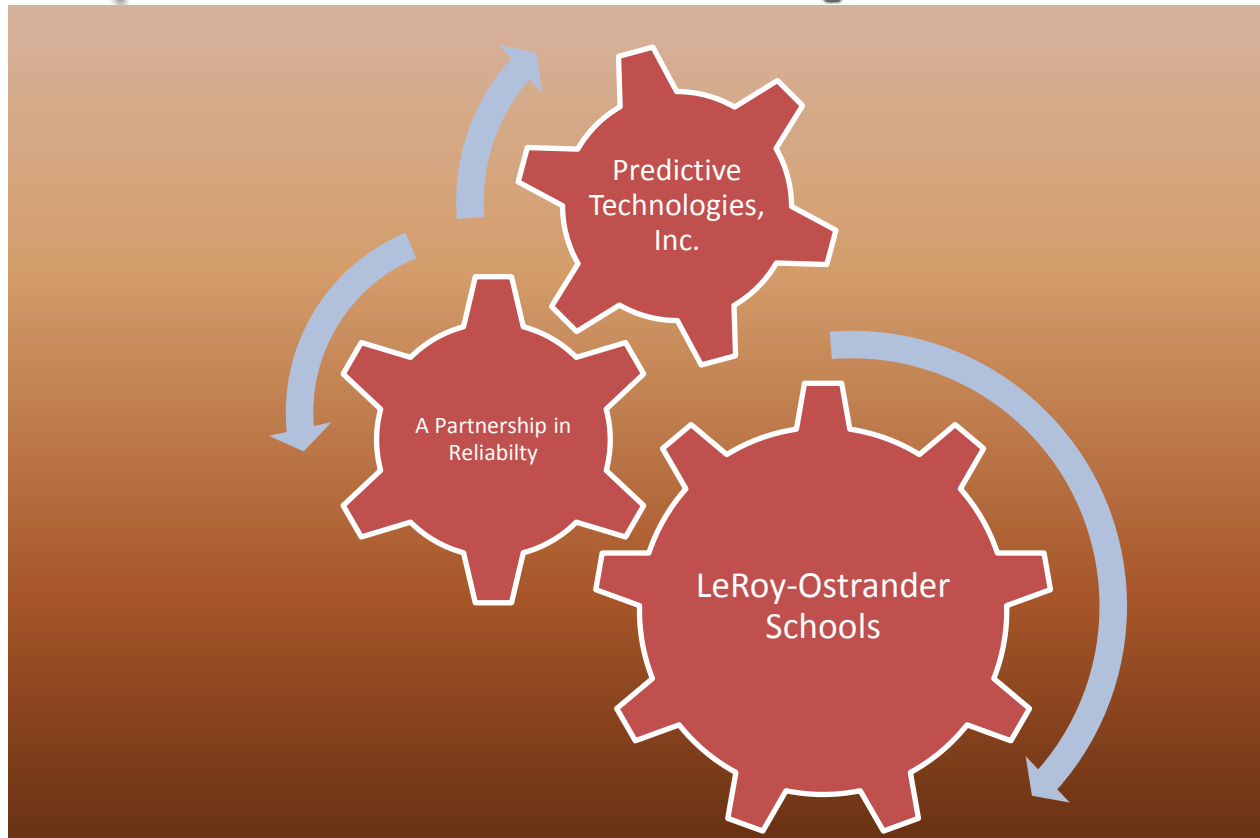 Predictive
Technologies,
Inc.
A Partnership in
Reliabilty
LeRoy-Ostrander
Schools